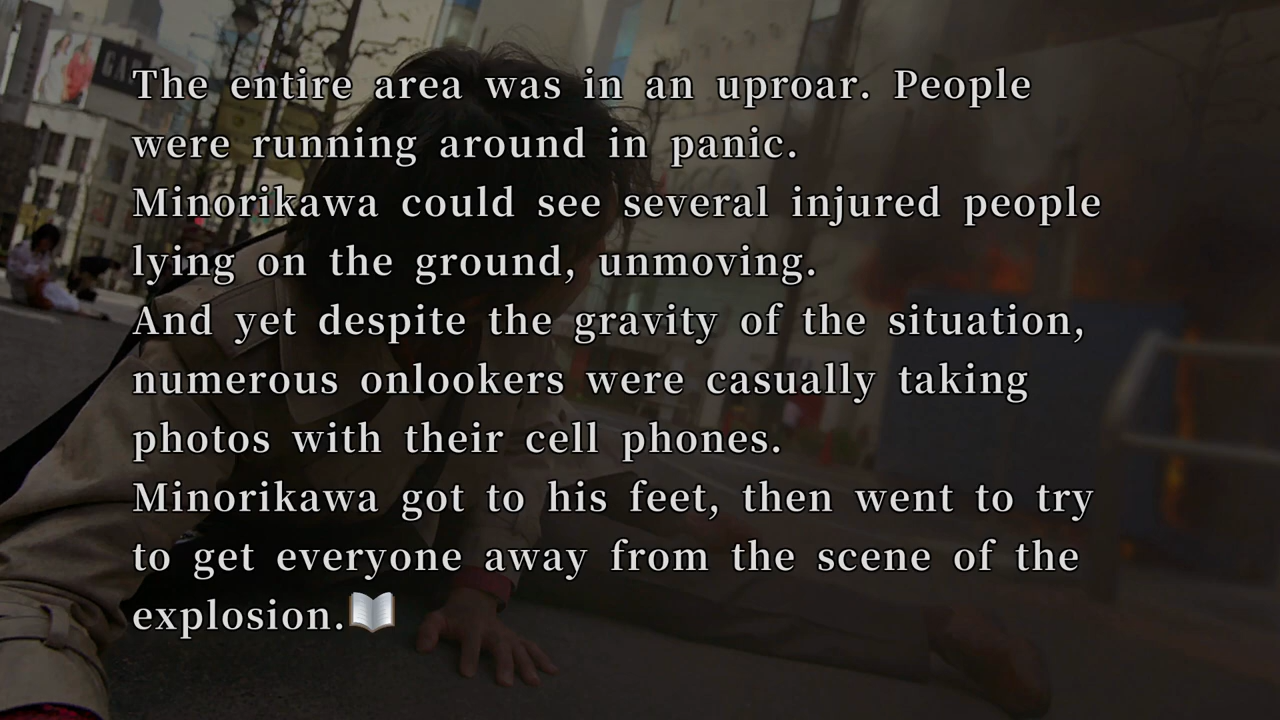 The entire area was in an uproar. People
were running around in panic.
Minorikawa could see several injured people
lying on the ground, unmoving.
And yet despite the gravity of the situation,
numerous onlookers were casually taking
photos with their cell phones.
Minorikawa got to his feet, then went to try
to get everyone away from the scene of the
explosion.